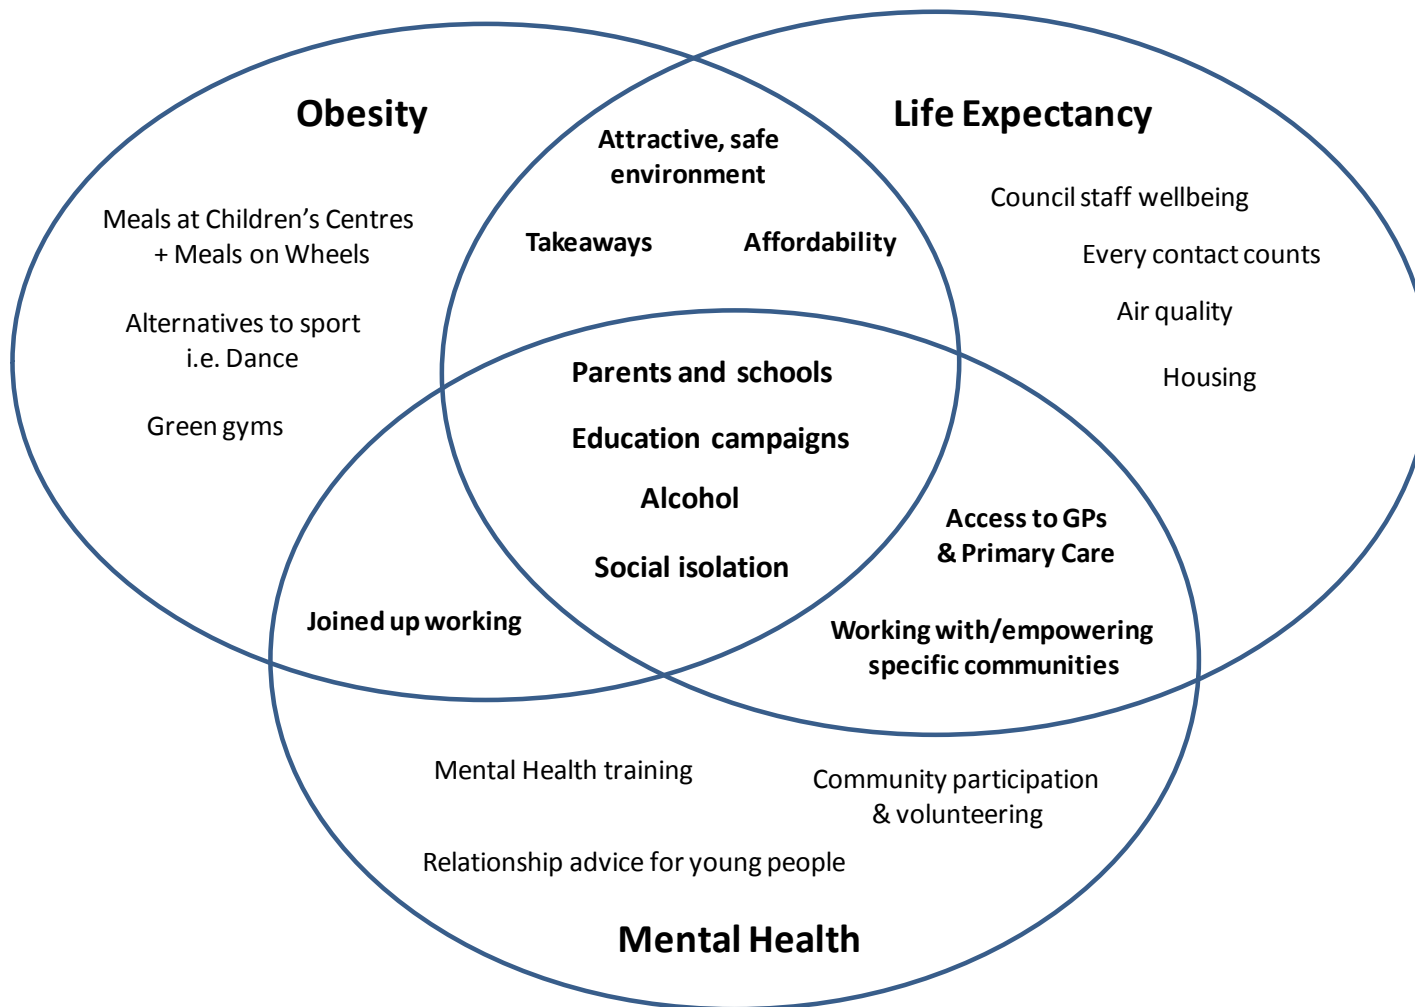 Obesity
Life Expectancy
Attractive, safe
environment
Takeaways
Affordability
Meals at Children’s Centres
+ Meals on Wheels
Alternatives to sport
i.e. Dance
Green gyms
Council staff wellbeing
Every contact counts
Air quality
Housing
Parents and schools
Education campaigns
Alcohol
Social isolation
Joined up working
Access to GPs
& Primary Care
Working with/empowering
specific communities
Mental Health training
Community participation
& volunteering
Relationship advice for young people
Mental Health